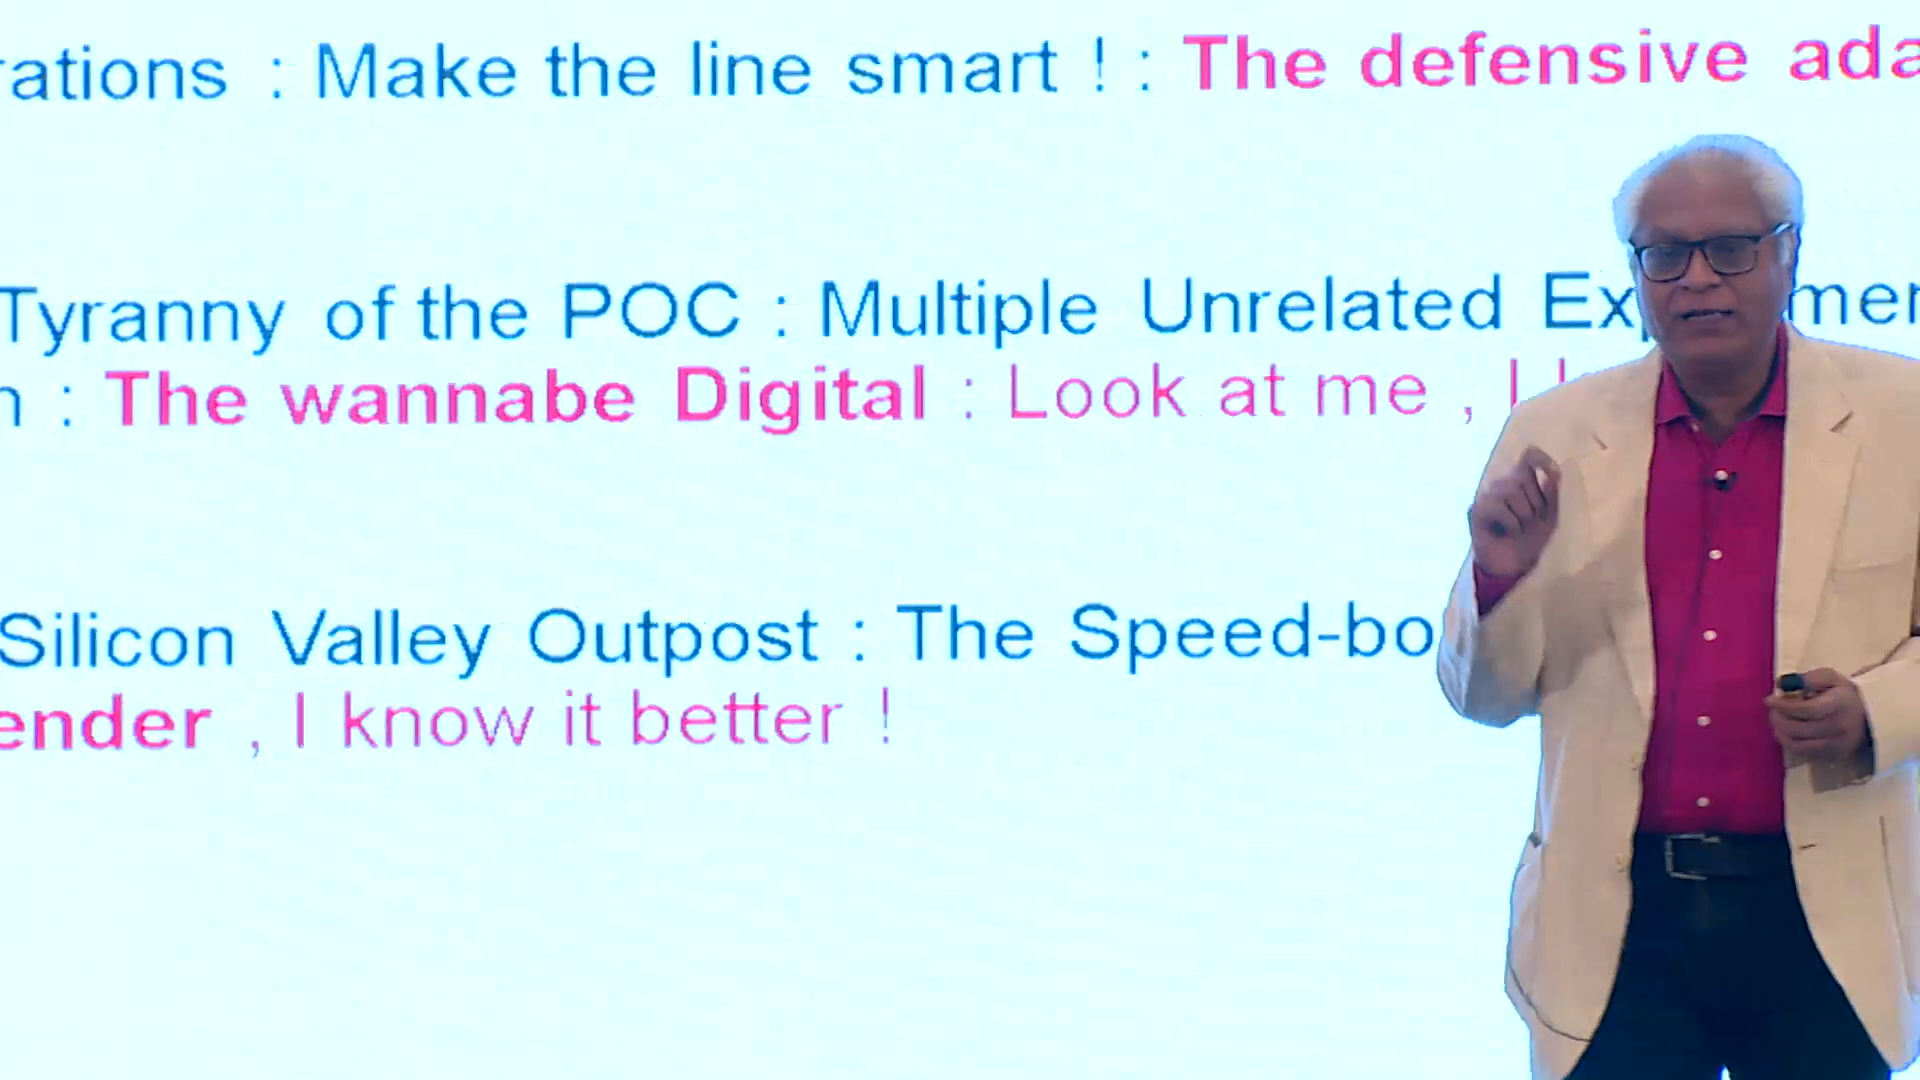 rations : Make the line smart ! : The defensive ada
Tyranny of the POC : Multiple Unrelated Ex mer
n : The wannabe Digital : Look at me , I
Silicon Valley Outpost : The Speed-bo
ender , I know it better !